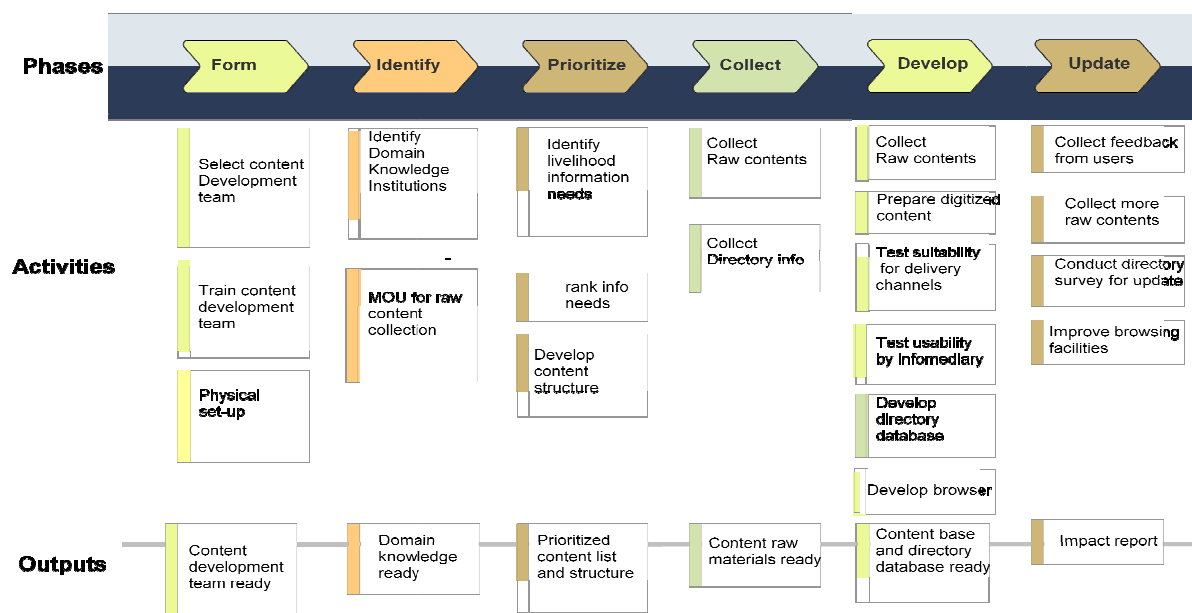 Phases
Form
Identify
Prioritize
Collect
Develop
Update
Activities
Select content
Development
team
Train content
development
team
Physical
set-up
Identify
Domain
Knowledge
Institutions
MOU for raw
content
collection
Identify
livelihood
information
needs
rank info
needs
Develop
content
structure
Collect
Raw contents
Collect
Directory info
Collect
Raw contents
Prepare digitized
content
Test suitability
for delivery
channels
Test usability
by Infomediary
Develop
directory
database
Develop browser
Collect feedback
from users
Collect more
raw contents
Conduct directory
survey for update
Improve browsing
facilities
Outputs
Content
development
team ready
Domain
knowledge
ready
Prioritized
content list
and structure
Content raw
materials ready
Content base
and directory
database ready
Impact report